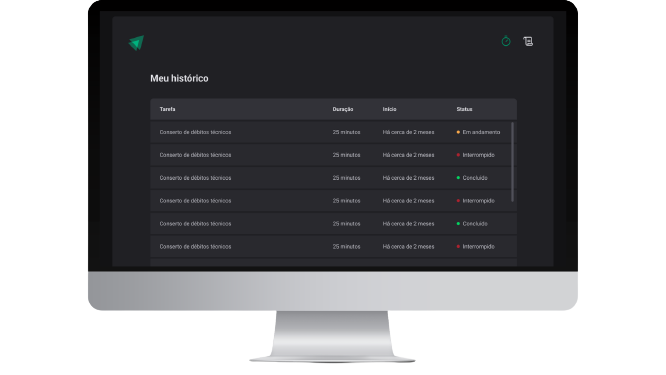 Meu histórico
Tarefa Duração Início Status
Conserto de débitos técnicos 25 minutos Há cerca de 2 meses Em andamento
Conserto de débitos técnicos 25 minutos Há cerca de 2 meses Interrompido
Conserto de débitos técnicos 25 minutos Há cerca de 2 meses Concluído
Conserto de débitos técnicos 25 minutos Há cerca de 2 meses Interrompido
Conserto de débitos técnicos 25 minutos Há cerca de 2 meses Concluído
Conserto de débitos técnicos 25 minutos Há cerca de 2 meses Interrompido